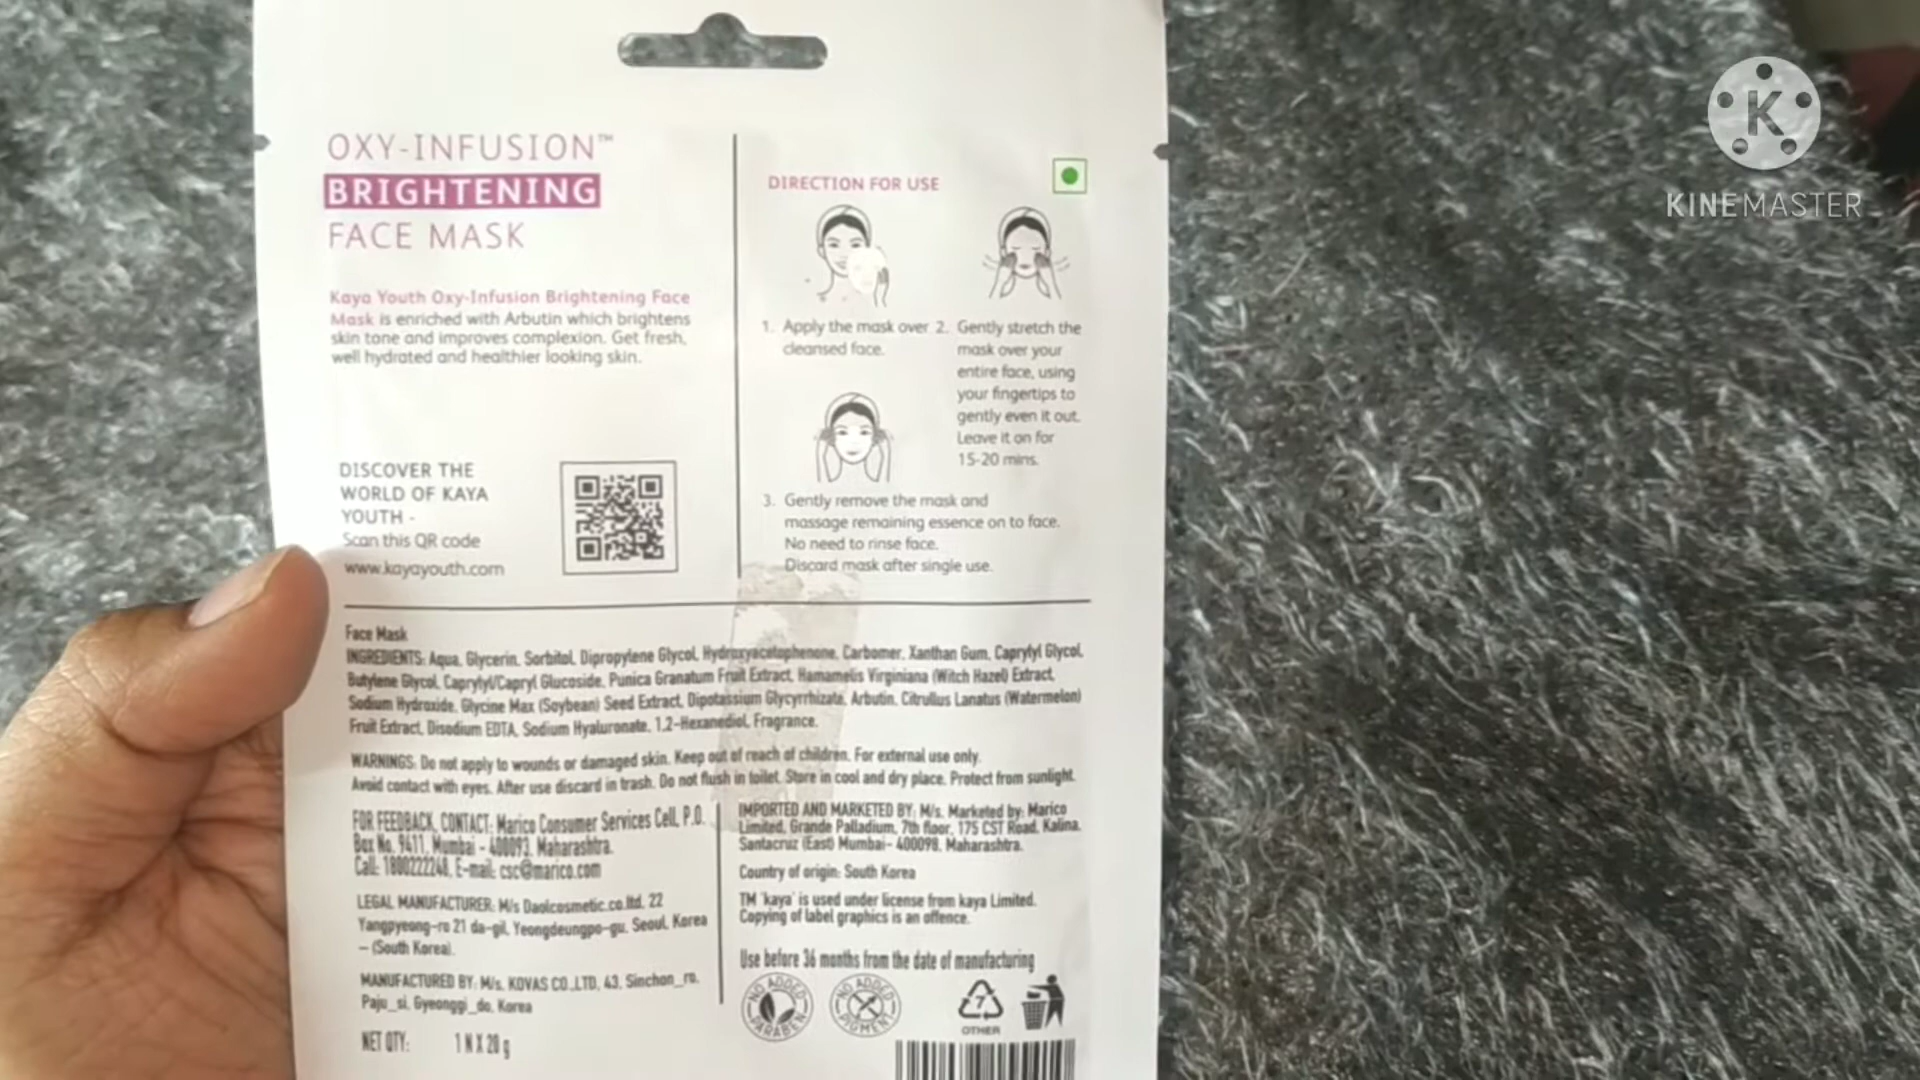 OXY-INFUSION™
BRIGHTENING
FACE MASK
Kaya Youth Oxy-Infusion Brightening Face
Mask is enriched with Arbutin which brightens
skin tone and improves complexion. Get fresh,
well hydrated and healthier looking skin.
DISCOVER THE
WORLD OF KAYA
YOUTH -
Scan this QR code
www.kayayouth.com
DIRECTION FOR USE
1. Apply the mask over
cleansed face.
2. Gently stretch the
mask over your
entire face, using
your fingertips to
gently even it out.
Leave it on for
15-20 mins.
3. Gently remove the mask and
massage remaining essence on to face.
No need to rinse face.
Discard mask after single use.
Face Mask
INGREDIENTS: Aqua, Glycerin, Sorbitol, Dipropylene Glycol, Hydroxyacetophenone, Carbomer, Xanthan Gum, Caprylyl Glycol,
Butylene Glycol, Caprylyl/Capryl Glucoside, Punica Granatum Fruit Extract, Hamamelis Virginiana (Witch Hazel) Extract,
Sodium Hydroxide, Glycine Max (Soybean) Seed Extract, Dipotassium Glycyrrhizate, Arbutin, Citrullus Lanatus (Watermelon)
Fruit Extract, Disodium EDTA, Sodium Hyaluronate, 1,2-Hexanediol, Fragrance.
WARNINGS: Do not apply to wounds or damaged skin. Keep out of reach of children. For external use only.
Avoid contact with eyes. After use discard in trash. Do not flush in toilet. Store in cool and dry place. Protect from sunlight.
FOR FEEDBACK, CONTACT: Marico Consumer Services Cell, P.O.
Box No. 9411, Mumbai - 400093, Maharashtra.
Call: 1800222248, E-mail: csc@marico.com
LEGAL MANUFACTURER: M/s Daolcosmetic.co.ltd, 22
Yangpyeong-ro 21 da-gil, Yeongdeungpo-gu, Seoul, Korea
– (South Korea).
MANUFACTURED BY: M/s. KOVAS CO.,LTD, 43, Sinchon_ro,
Paju_si, Gyeonggi_do, Korea
NET QTY: 1 N X 20 g
IMPORTED AND MARKETED BY: M/s. Marketed by: Marico
Limited, Grande Palladium, 7th floor, 175 CST Road, Kalina,
Santacruz (East) Mumbai- 400098, Maharashtra.
Country of origin: South Korea
TM 'kaya' is used under license from kaya Limited.
Copying of label graphics is an offence.
Use before 36 months from the date of manufacturing
NO ADDED PARABEN
NO ADDED PIGMENT
7
OTHER
K
KINEMASTER